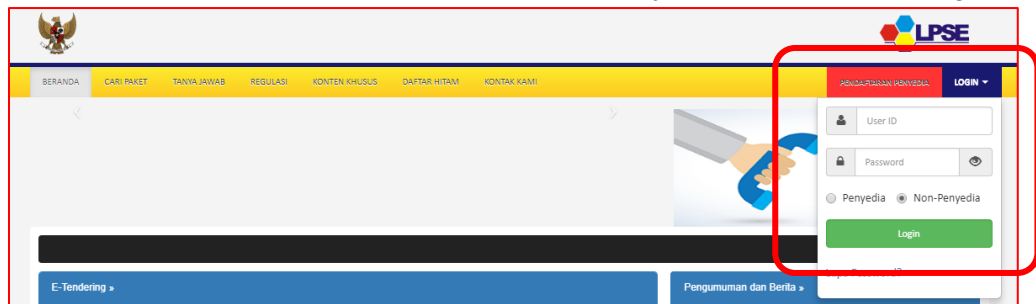 LPSE
BERANDA CARI PAKET TANYA JAWAB REGULASI KONTEN KHUSUS DAFTAR HITAM KONTAK KAMI PENDAFTARAN PENYEDIA LOGIN
User ID
Password
Penyedia Non-Penyedia
Login
E-Tendering »
Pengumuman dan Berita »